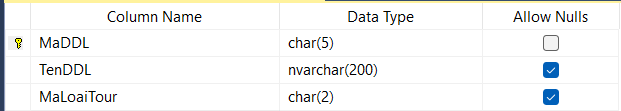 Column Name Data Type Allow Nulls
MaDDL char(5)
TenDDL nvarchar(200)
MaLoaiTour char(2)